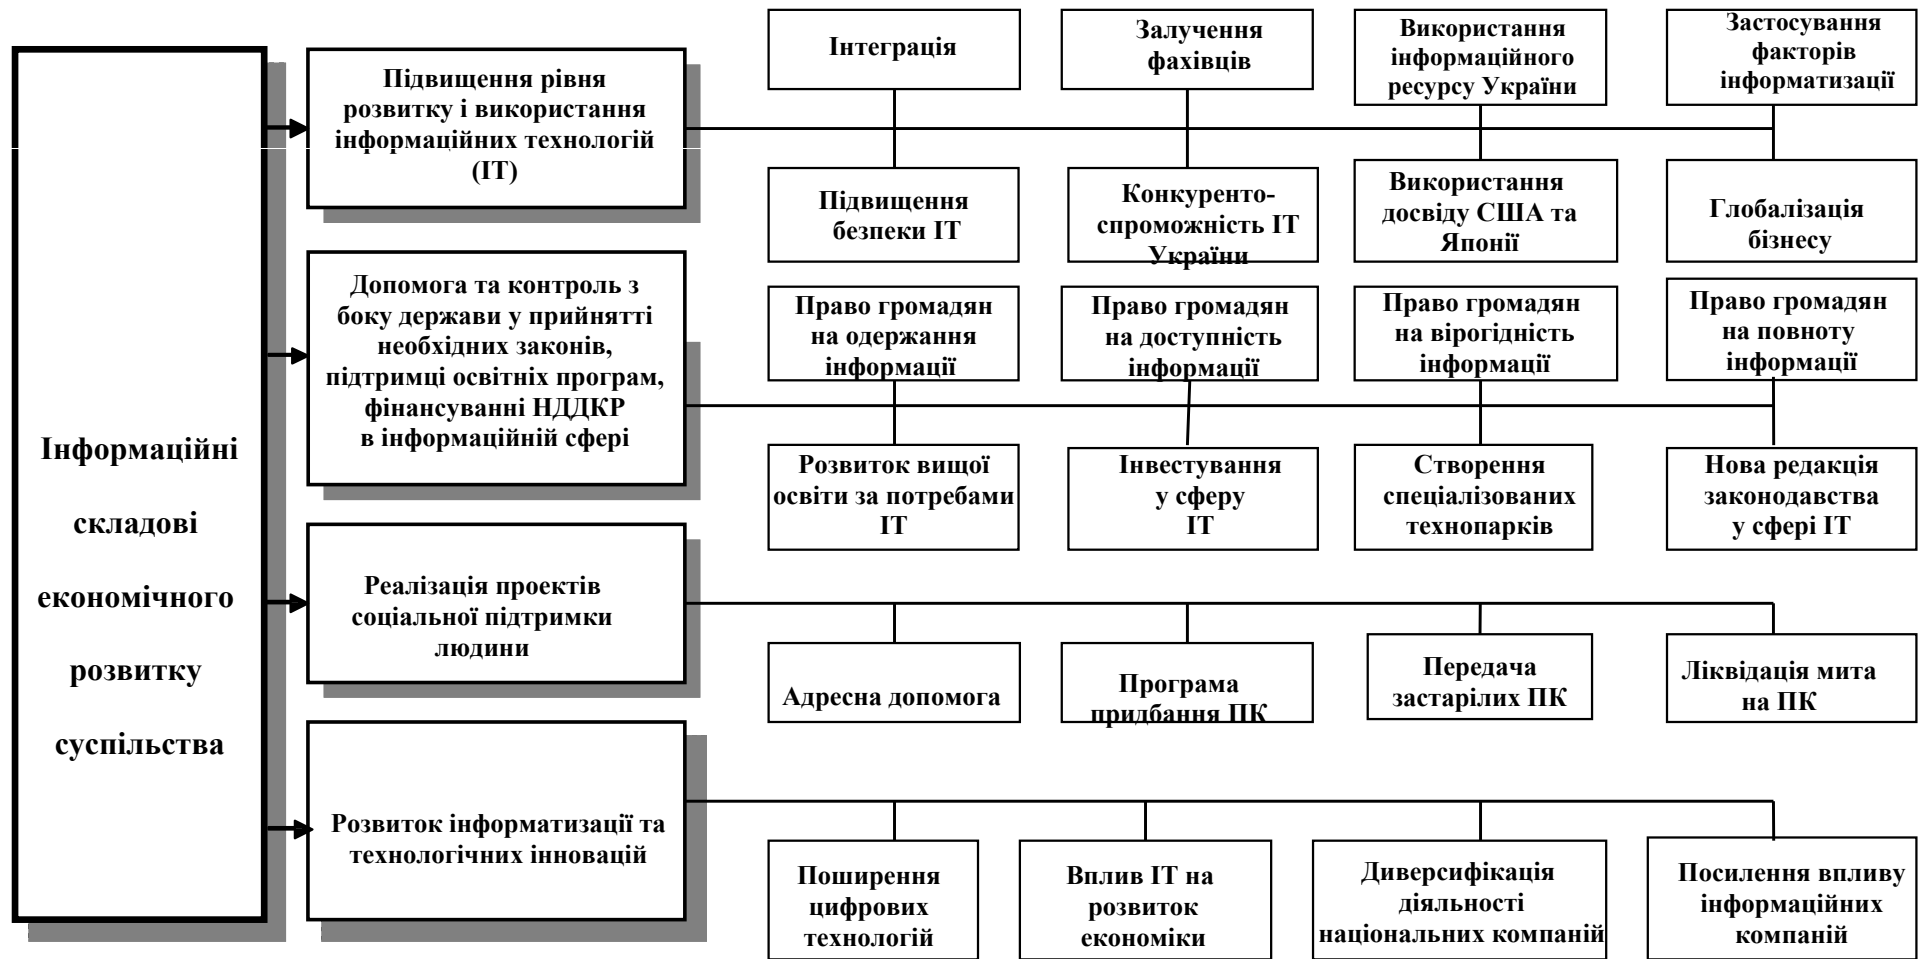 Інформаційні
складові
економічного
розвитку
суспільства
Підвищення рівня
розвитку і використання
інформаційних технологій
(ІТ)
Інтеграція
Залучення
фахівців
Використання
інформаційного
ресурсу України
Застосування
факторів
інформатизації
Підвищення
безпеки ІТ
Конкуренто-
спроможність ІТ
України
Використання
досвіду США та
Японії
Глобалізація
бізнесу
Допомога та контроль з
боку держави у прийнятті
необхідних законів,
підтримці освітніх програм,
фінансуванні НДДКР
в інформаційній сфері
Право громадян
на одержання
інформації
Право громадян
на доступність
інформації
Право громадян
на вірогідність
інформації
Право громадян
на повноту
інформації
Розвиток вищої
освіти за потребами
ІТ
Інвестування
у сферу
ІТ
Створення
спеціалізованих
технопарків
Нова редакція
законодавства
у сфері ІТ
Реалізація проектів
соціальної підтримки
людини
Адресна допомога
Програма
придбання ПК
Передача
застарілих ПК
Ліквідація мита
на ПК
Розвиток інформатизації та
технологічних інновацій
Поширення
цифрових
технологій
Вплив ІТ на
розвиток
економіки
Диверсифікація
діяльності
національних компаній
Посилення впливу
інформаційних
компаній